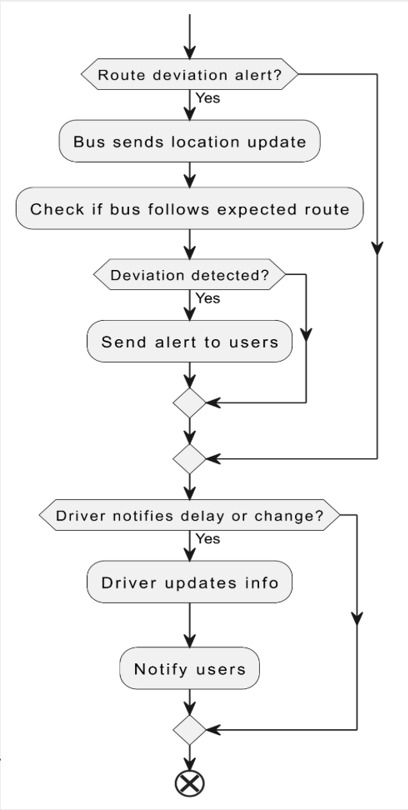 Route deviation alert?
Yes
Bus sends location update
Check if bus follows expected route
Deviation detected?
Yes
Send alert to users
Driver notifies delay or change?
Yes
Driver updates info
Notify users